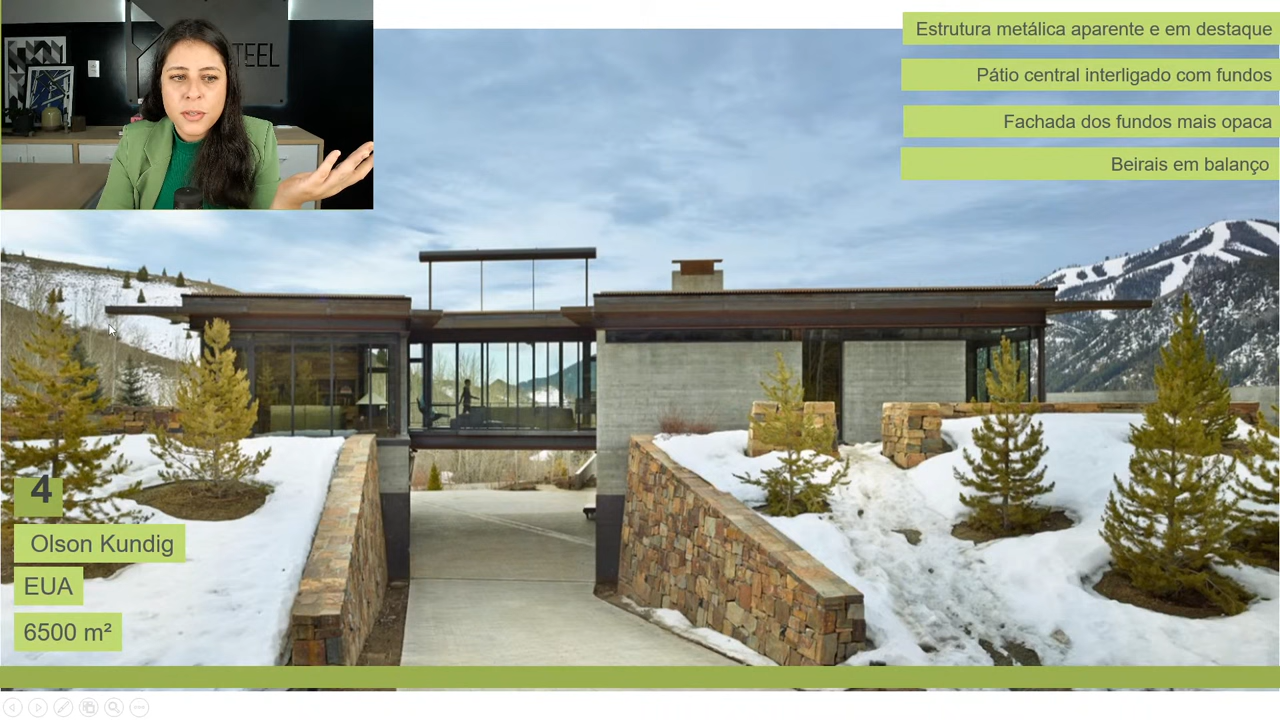 TEEL
Estrutura metálica aparente e em destaque
Pátio central interligado com fundos
Fachada dos fundos mais opaca
Beirais em balanço
4
Olson Kundig
EUA
6500 m²